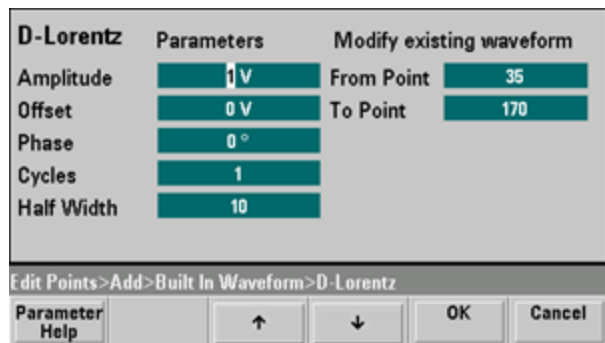 D-Lorentz Parameters Modify existing waveform
Amplitude 1 V From Point 35
Offset 0 V To Point 170
Phase 0 °
Cycles 1
Half Width 10
Edit Points>Add>Built In Waveform>D-Lorentz
Parameter Help ↑ ↓ OK Cancel